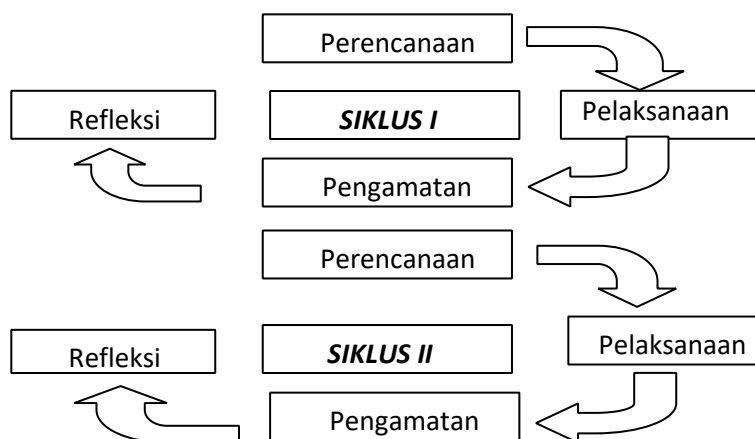 Perencanaan
Refleksi
SIKLUS I
Pelaksanaan
Pengamatan
Perencanaan
Refleksi
SIKLUS II
Pelaksanaan
Pengamatan